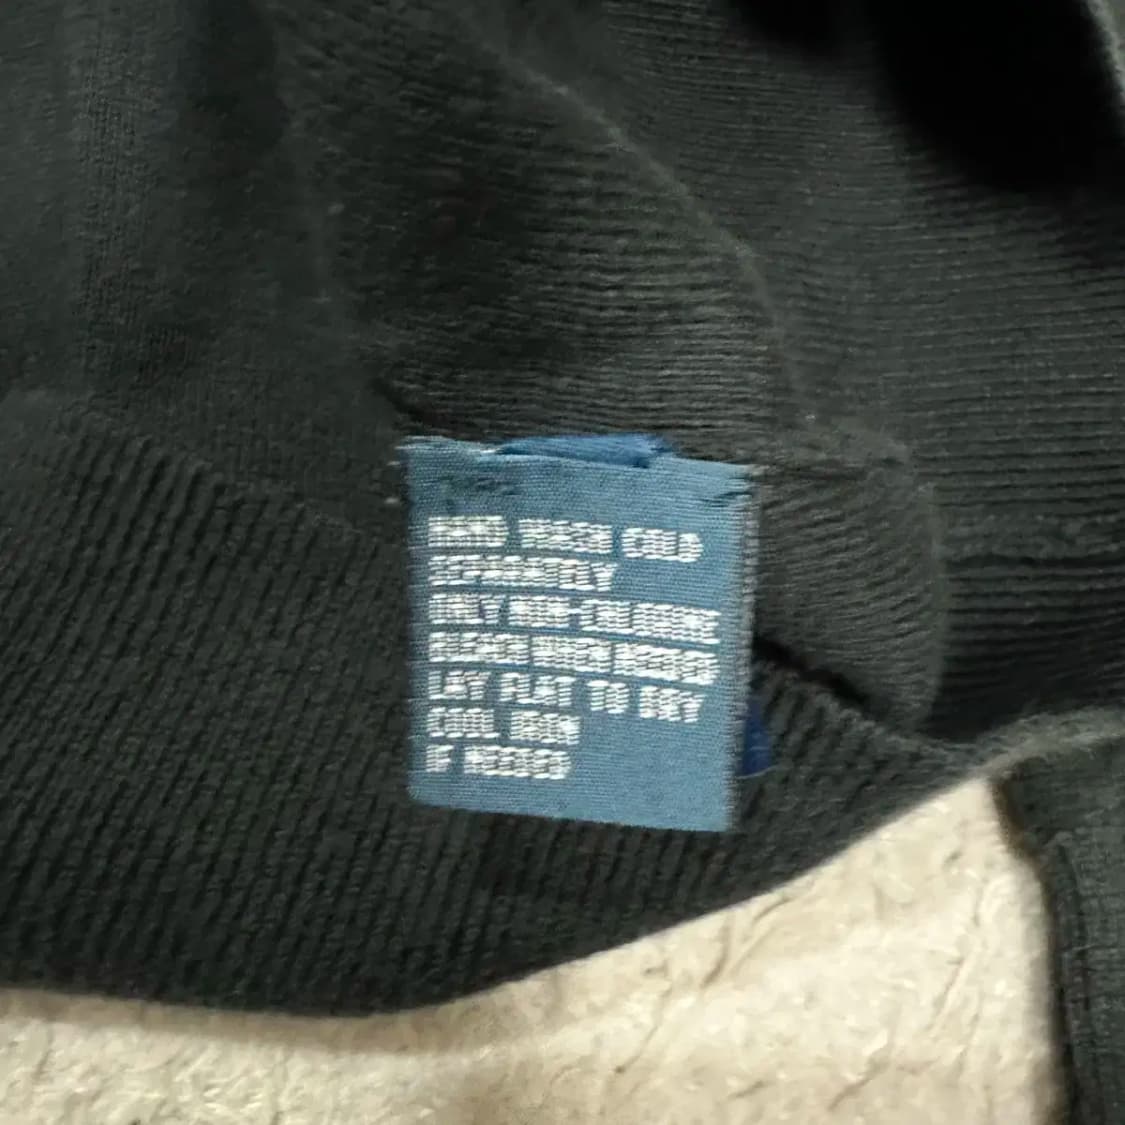 HAND WASH COLD
SEPARATELY
ONLY NON-CHLORINE
BLEACH WHEN NEEDED
LAY FLAT TO DRY
COOL IRON
IF NEEDED